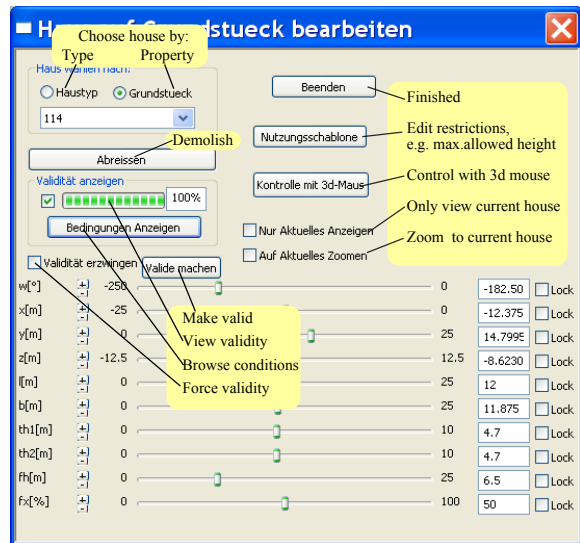 Haus auf Grundstueck bearbeiten
Choose house by:
Type Property
Haus wählen nach:
Haustyp Grundstueck
114
Abreissen
Demolish
Validität anzeigen
100%
Bedingungen Anzeigen
Validität erzwingen
Valide machen
Beenden
Finished
Nutzungsschablone
Edit restrictions,
e.g. max.allowed height
Kontrolle mit 3d-Maus
Control with 3d mouse
Nur Aktuelles Anzeigen
Only view current house
Auf Aktuelles Zoomen
Zoom to current house
Make valid
View validity
Browse conditions
Force validity
w[°] + - -250 0 -182.50 Lock
x[m] + - -25 0 -12.375 Lock
y[m] + - 0 25 14.7995 Lock
z[m] + - -12.5 12.5 -8.6230 Lock
l[m] + - 0 25 12 Lock
b[m] + - 0 25 11.875 Lock
th1[m] + - 0 10 4.7 Lock
th2[m] + - 0 10 4.7 Lock
fh[m] + - 0 25 6.5 Lock
fx[%] + - 0 100 50 Lock